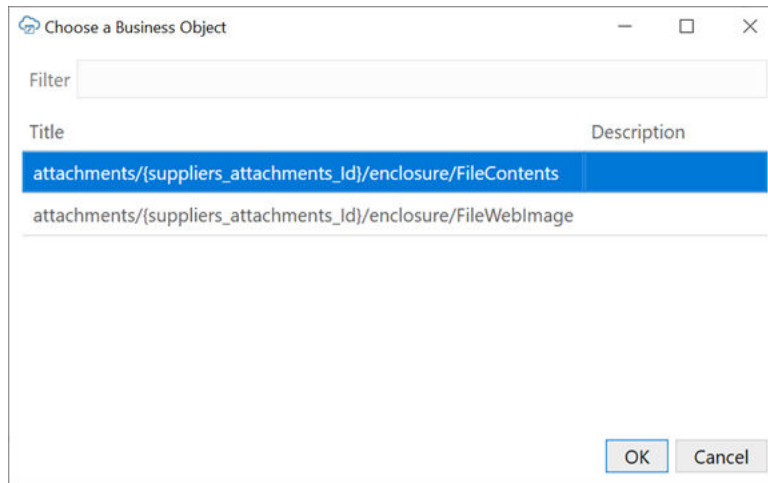 Choose a Business Object
Filter
Title Description
attachments/{suppliers_attachments_Id}/enclosure/FileContents
attachments/{suppliers_attachments_Id}/enclosure/FileWebImage
OK Cancel